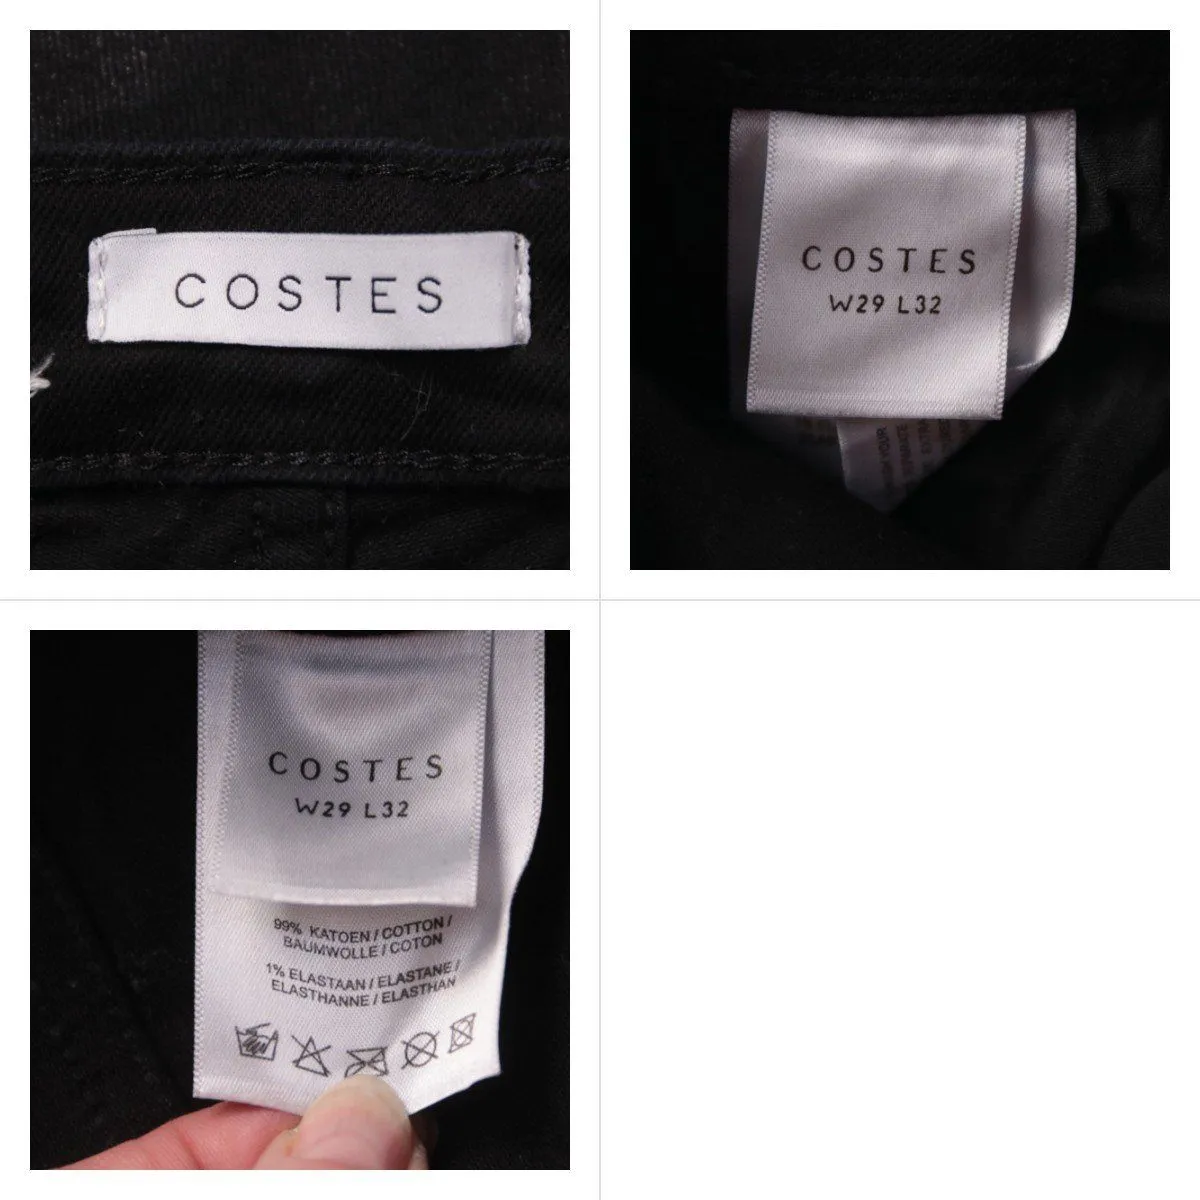 COSTES
COSTES
W29 L32
COSTES
W29 L32
99% KATOEN / COTTON /
BAUMWOLLE / COTON
1% ELASTAAN / ELASTANE /
ELASTHANNE / ELASTHAN